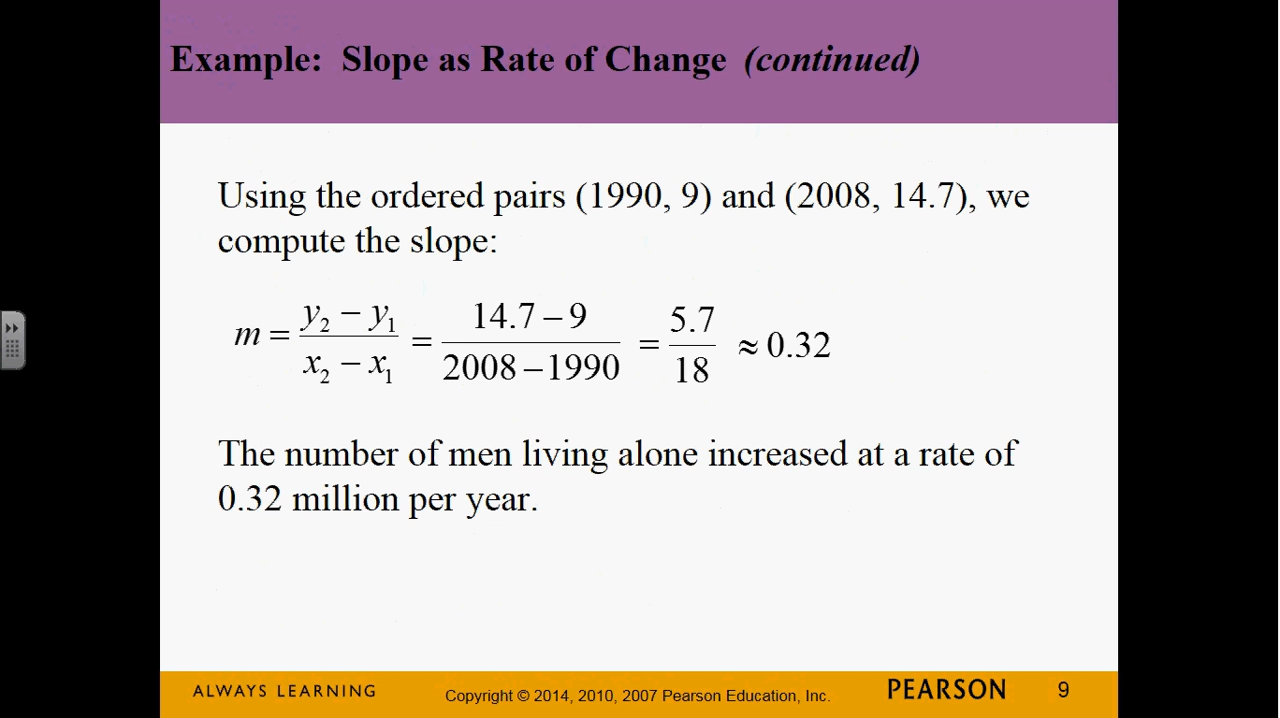 Example: Slope as Rate of Change (continued)
Using the ordered pairs (1990, 9) and (2008, 14.7), we
compute the slope:
m = (y₂ − y₁)/(x₂ − x₁) = (14.7 − 9)/(2008 − 1990) = 5.7/18 ≈ 0.32
The number of men living alone increased at a rate of
0.32 million per year.
ALWAYS LEARNING
Copyright © 2014, 2010, 2007 Pearson Education, Inc.
PEARSON
9